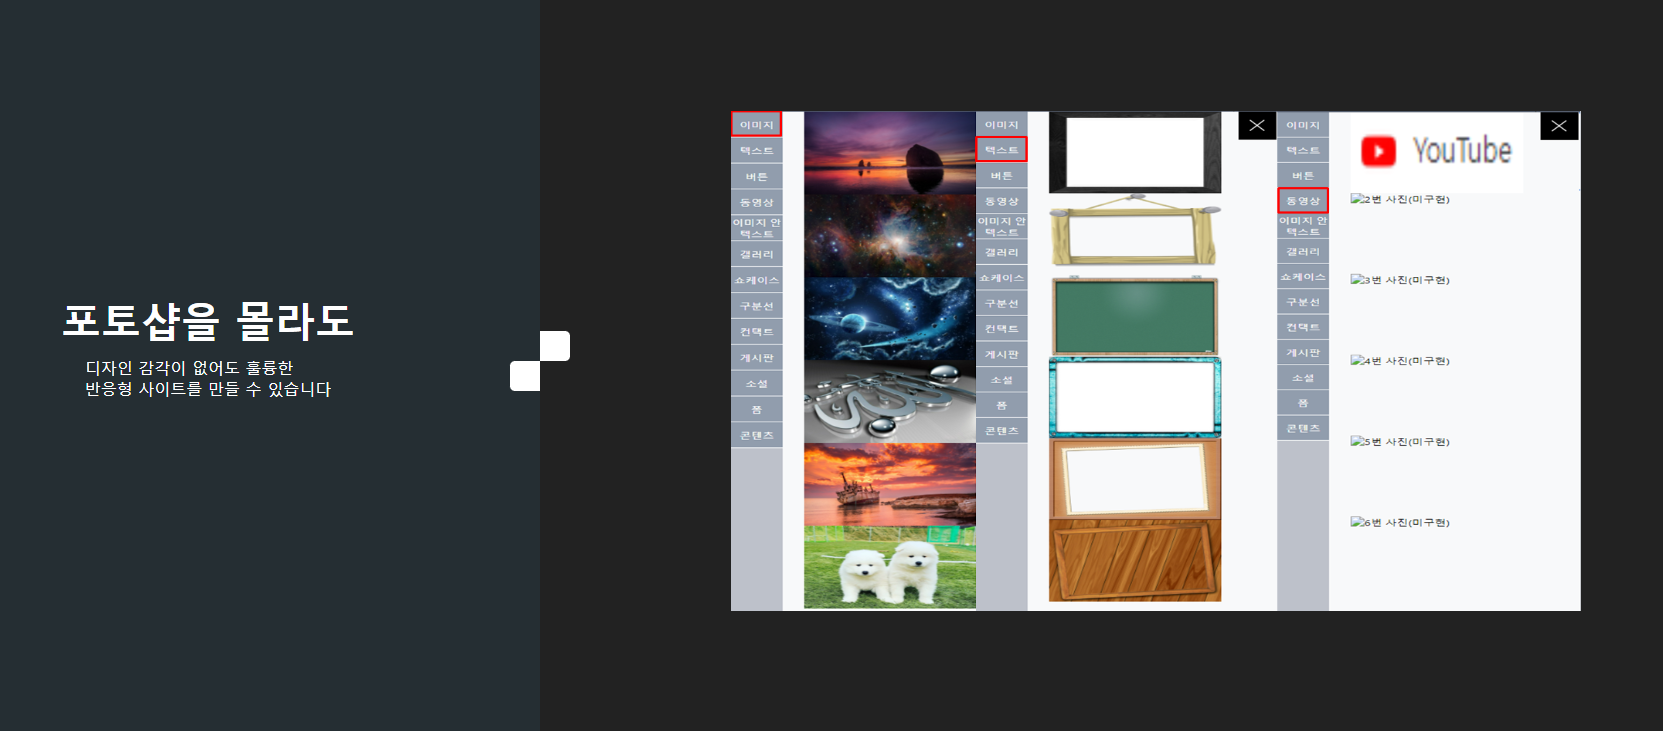 포토샵을 몰라도
디자인 감각이 없어도 훌륭한
반응형 사이트를 만들 수 있습니다
이미지
텍스트
버튼
동영상
이미지 안
텍스트
갤러리
쇼케이스
구분선
컨택트
게시판
소셜
폼
콘텐츠
이미지
텍스트
버튼
동영상
이미지 안
텍스트
갤러리
쇼케이스
구분선
컨택트
게시판
소셜
폼
콘텐츠
이미지
텍스트
버튼
동영상
이미지 안
텍스트
갤러리
쇼케이스
구분선
컨택트
게시판
소셜
폼
콘텐츠
YouTube
2번 사진(미구현)
3번 사진(미구현)
4번 사진(미구현)
5번 사진(미구현)
6번 사진(미구현)